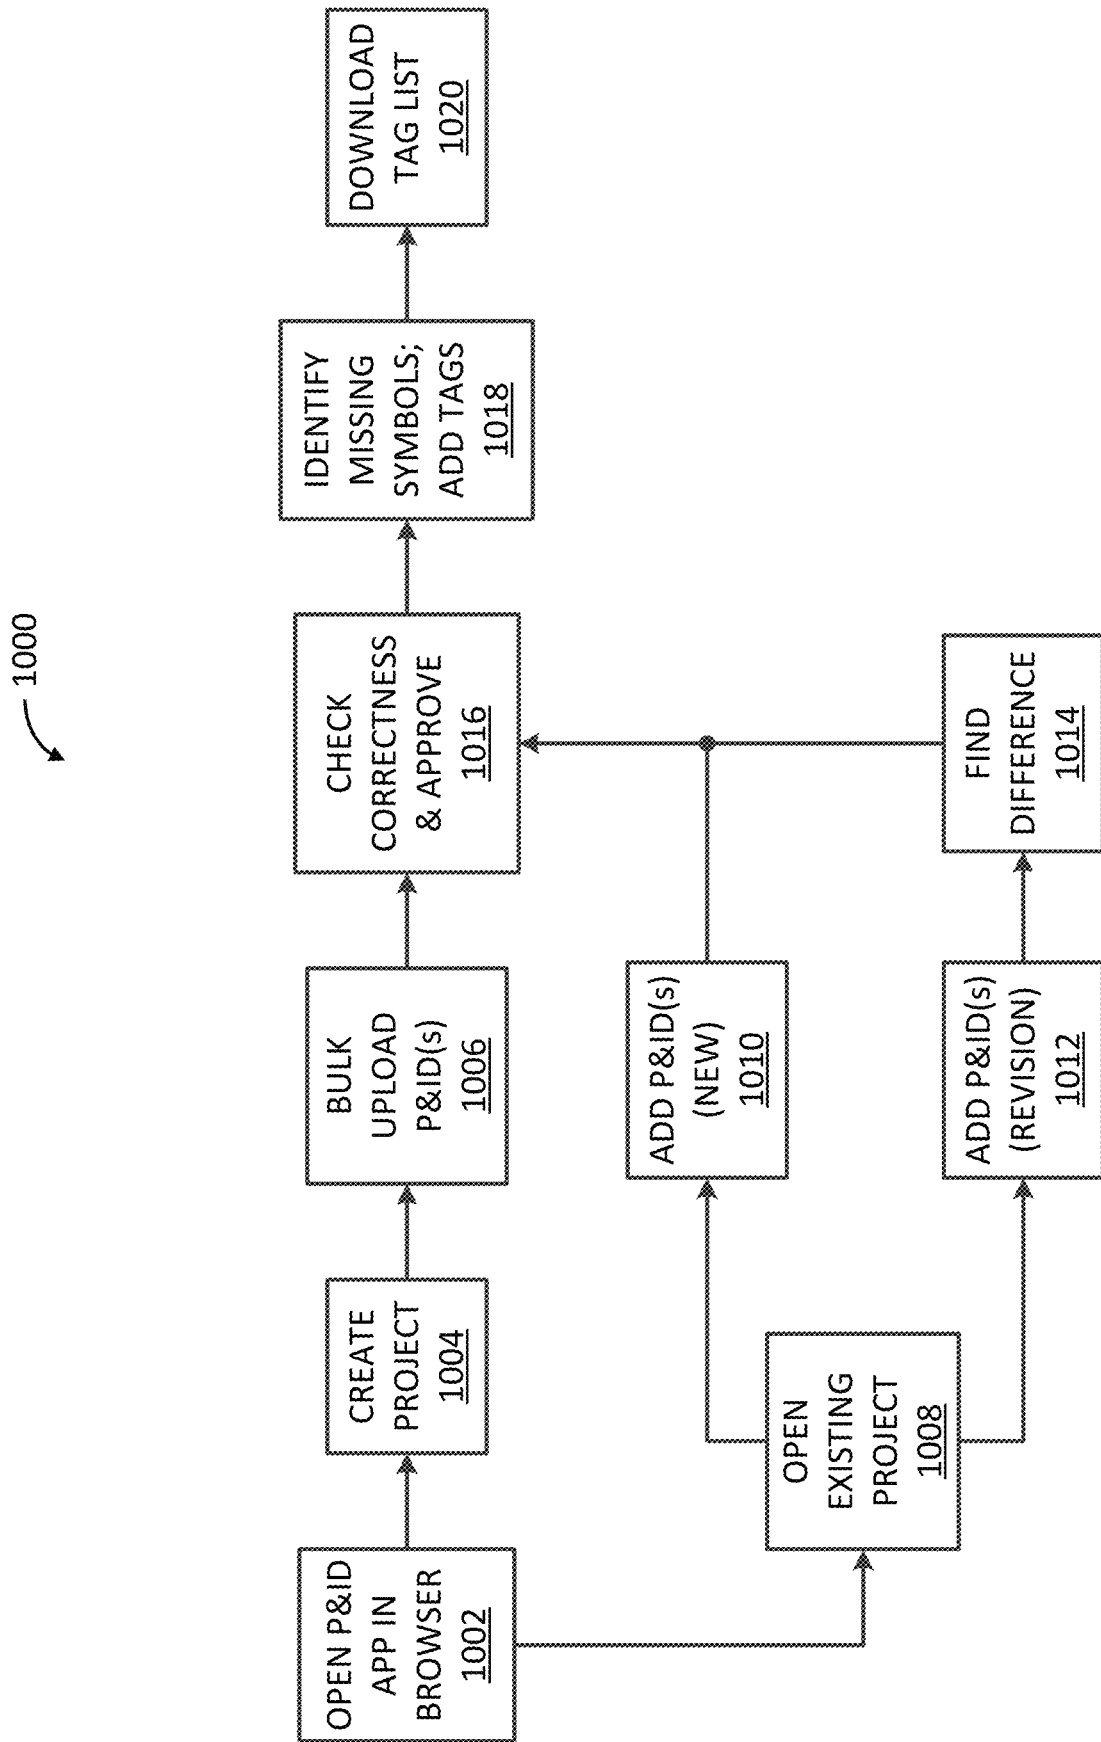 1000
OPEN P&ID
APP IN
BROWSER
1002
CREATE
PROJECT
1004
BULK
UPLOAD
P&ID(s)
1006
CHECK
CORRECTNESS
& APPROVE
1016
IDENTIFY
MISSING
SYMBOLS;
ADD TAGS
1018
DOWNLOAD
TAG LIST
1020
OPEN
EXISTING
PROJECT
1008
ADD P&ID(s)
(NEW)
1010
ADD P&ID(s)
(REVISION)
1012
FIND
DIFFERENCE
1014